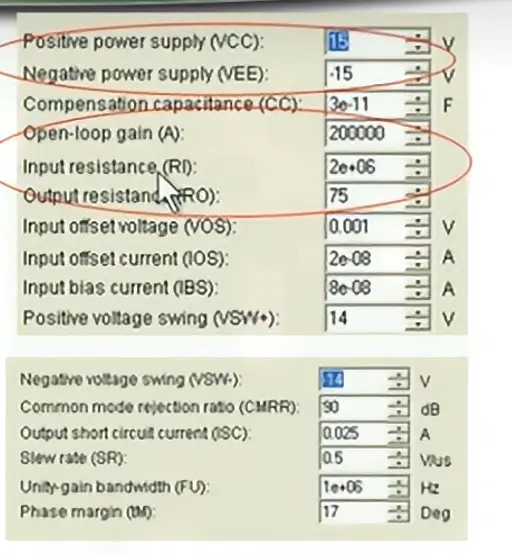 Positive power supply (VCC): 15 V
Negative power supply (VEE): -15 V
Compensation capacitance (CC): 3e-11 F
Open-loop gain (A): 200000
Input resistance (RI): 2e+06
Output resistanc (RO): 75
Input offset voltage (VOS): 0.001 V
Input offset current (IOS): 2e-08 A
Input bias current (IBS): 8e-08 A
Positive voltage swing (VSW+): 14 V
Negative voltage swing (VSW-): -14 V
Common mode rejection ratio (CMRR): 90 dB
Output short circuit current (ISC): 0.025 A
Slew rate (SR): 0.5 V/us
Unity-gain bandwidth (FU): 1e+06 Hz
Phase margin (tM): 17 Deg